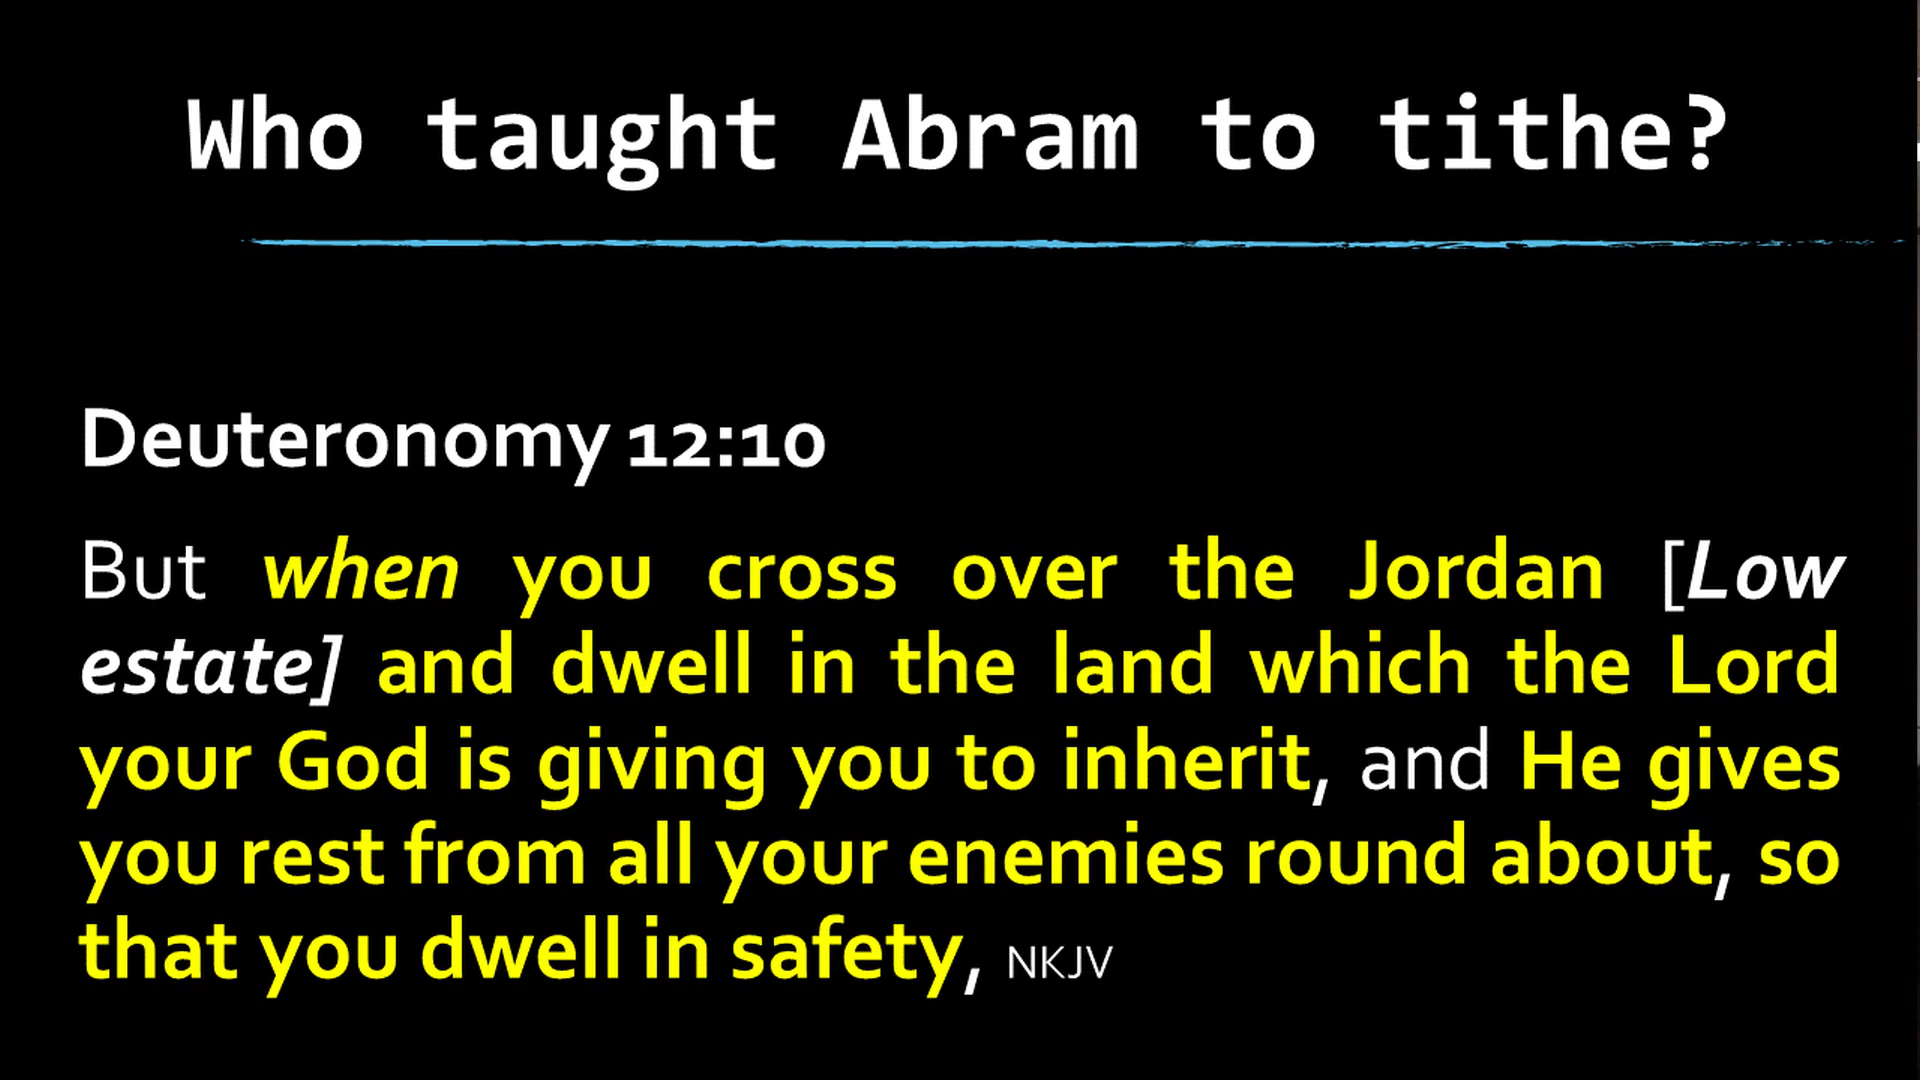 Who taught Abram to tithe?
Deuteronomy 12:10
But when you cross over the Jordan [Low
estate] and dwell in the land which the Lord
your God is giving you to inherit, and He gives
you rest from all your enemies round about, so
that you dwell in safety, NKJV